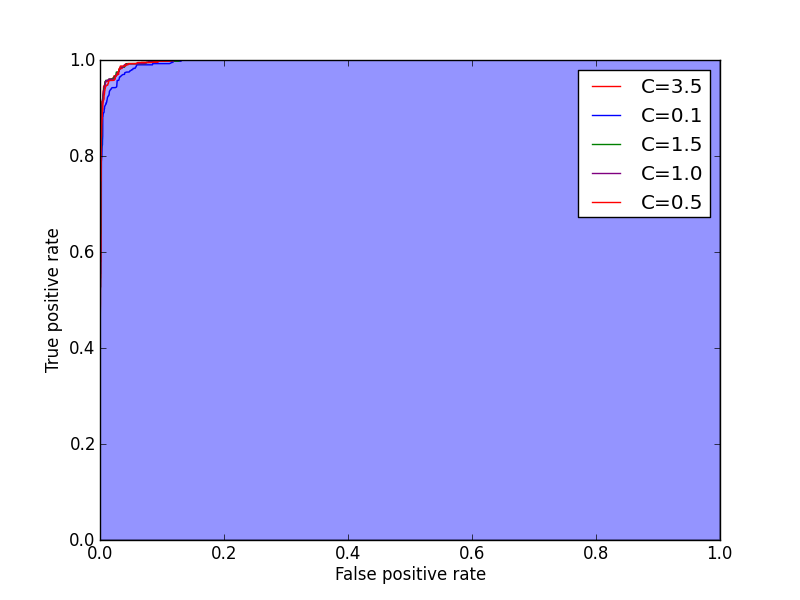 1.0
0.8
0.6
0.4
0.2
0.0
True positive rate
C=3.5
C=0.1
C=1.5
C=1.0
C=0.5
0.0 0.2 0.4 0.6 0.8 1.0
False positive rate